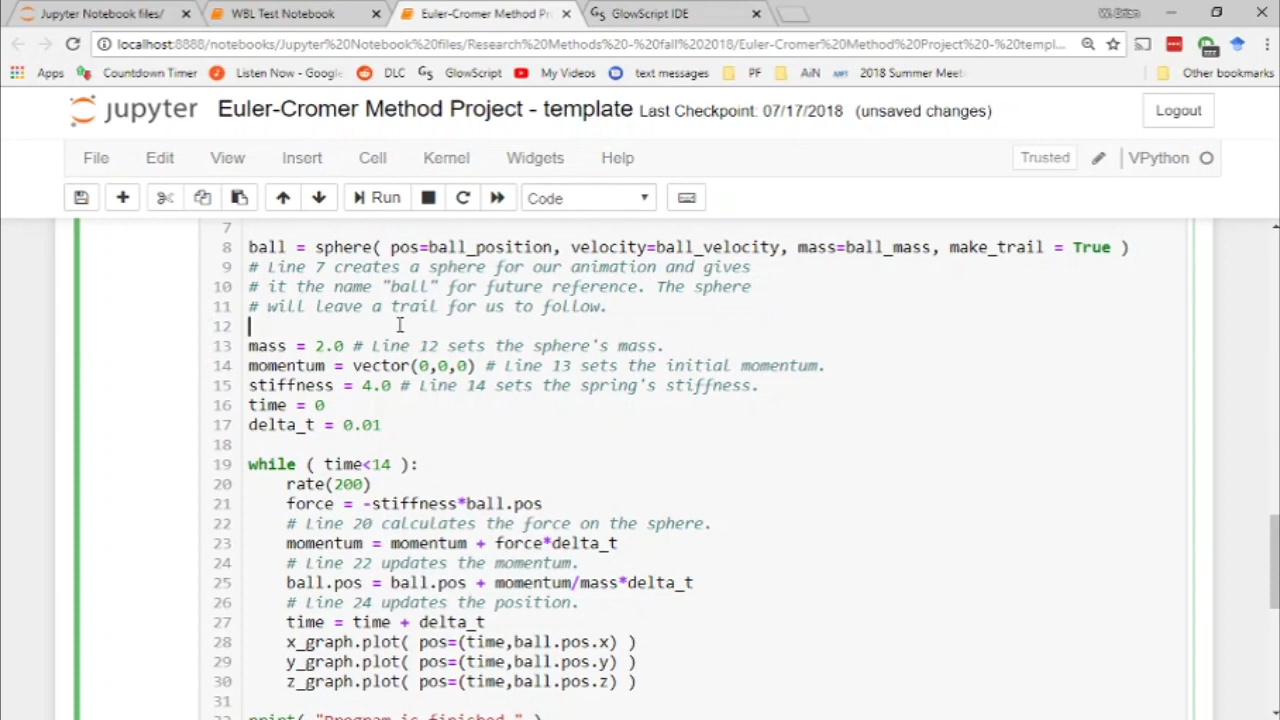 Jupyter Notebook files/
WBL Test Notebook
Euler-Cromer Method Pr
GlowScript IDE
localhost:8888/notebooks/Jupyter%20Notebook%20files/Research%20Methods%20-%20fall%202018/Euler-Cromer%20Method%20Project%20-%20templ...
Apps Countdown Timer Listen Now - Google DLC GlowScript My Videos text messages PF AiN 2018 Summer Meet Other bookmarks
jupyter Euler-Cromer Method Project - template Last Checkpoint: 07/17/2018 (unsaved changes) Logout
File Edit View Insert Cell Kernel Widgets Help Trusted VPython
Run Code
7
8 ball = sphere( pos=ball_position, velocity=ball_velocity, mass=ball_mass, make_trail = True )
9 # Line 7 creates a sphere for our animation and gives
10 # it the name "ball" for future reference. The sphere
11 # will leave a trail for us to follow.
12
13 mass = 2.0 # Line 12 sets the sphere's mass.
14 momentum = vector(0,0,0) # Line 13 sets the initial momentum.
15 stiffness = 4.0 # Line 14 sets the spring's stiffness.
16 time = 0
17 delta_t = 0.01
18
19 while ( time<14 ):
20 rate(200)
21 force = -stiffness*ball.pos
22 # Line 20 calculates the force on the sphere.
23 momentum = momentum + force*delta_t
24 # Line 22 updates the momentum.
25 ball.pos = ball.pos + momentum/mass*delta_t
26 # Line 24 updates the position.
27 time = time + delta_t
28 x_graph.plot( pos=(time,ball.pos.x) )
29 y_graph.plot( pos=(time,ball.pos.y) )
30 z_graph.plot( pos=(time,ball.pos.z) )
31
32 print( "Program is finished." )